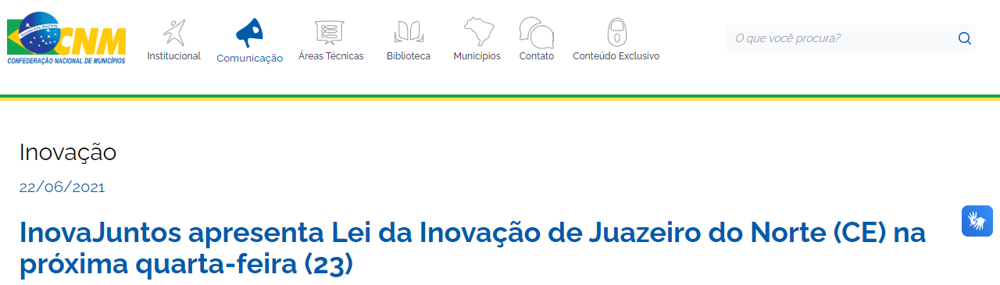 CNM
CONFEDERAÇÃO NACIONAL DE MUNICÍPIOS
Institucional
Comunicação
Áreas Técnicas
Biblioteca
Municípios
Contato
Conteúdo Exclusivo
O que você procura?
Inovação
22/06/2021
InovaJuntos apresenta Lei da Inovação de Juazeiro do Norte (CE) na
próxima quarta-feira (23)